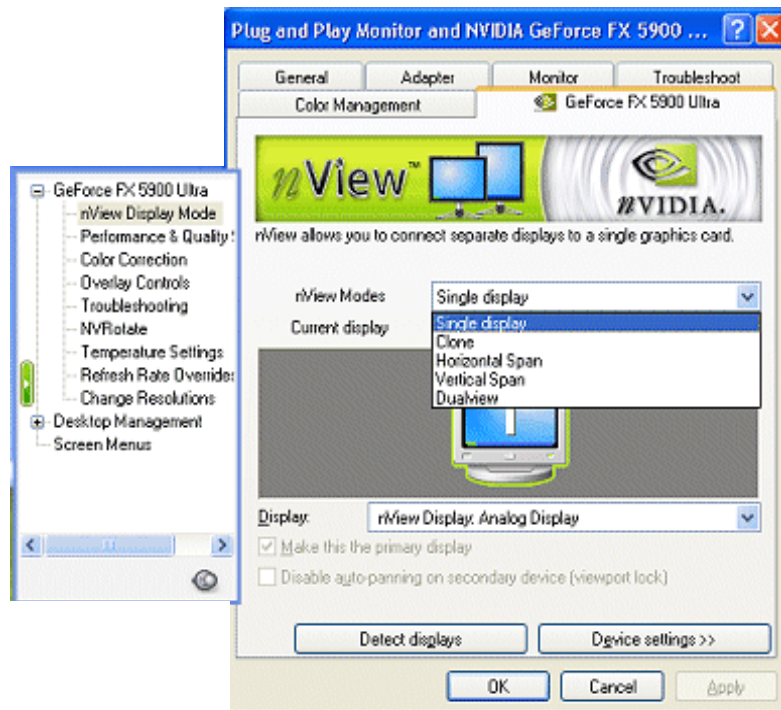 Plug and Play Monitor and NVIDIA GeForce FX 5900 ...
General
Adapter
Monitor
Troubleshoot
Color Management
GeForce FX 5900 Ultra
nView™
nVIDIA.
nView allows you to connect separate displays to a single graphics card.
nView Modes
Single display
Current display
Single display
Clone
Horizontal Span
Vertical Span
Dualview
1
Display:
nView Display: Analog Display
Make this the primary display
Disable auto-panning on secondary device (viewport lock)
Detect displays
Device settings >>
OK
Cancel
Apply
GeForce FX 5900 Ultra
nView Display Mode
Performance & Quality
Color Correction
Overlay Controls
Troubleshooting
NVRotate
Temperature Settings
Refresh Rate Overrides
Change Resolutions
Desktop Management
Screen Menus